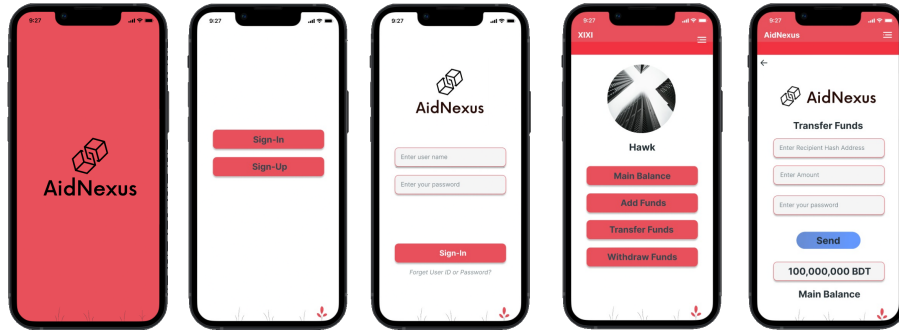 9:27
AidNexus
9:27
Sign-In
Sign-Up
9:27
AidNexus
Enter user name
Enter your password
Sign-In
Forget User ID or Password?
9:27
XIXI
Hawk
Main Balance
Add Funds
Transfer Funds
Withdraw Funds
9:27
AidNexus
AidNexus
Transfer Funds
Enter Recipient Hash Address
Enter Amount
Enter your password
Send
100,000,000 BDT
Main Balance